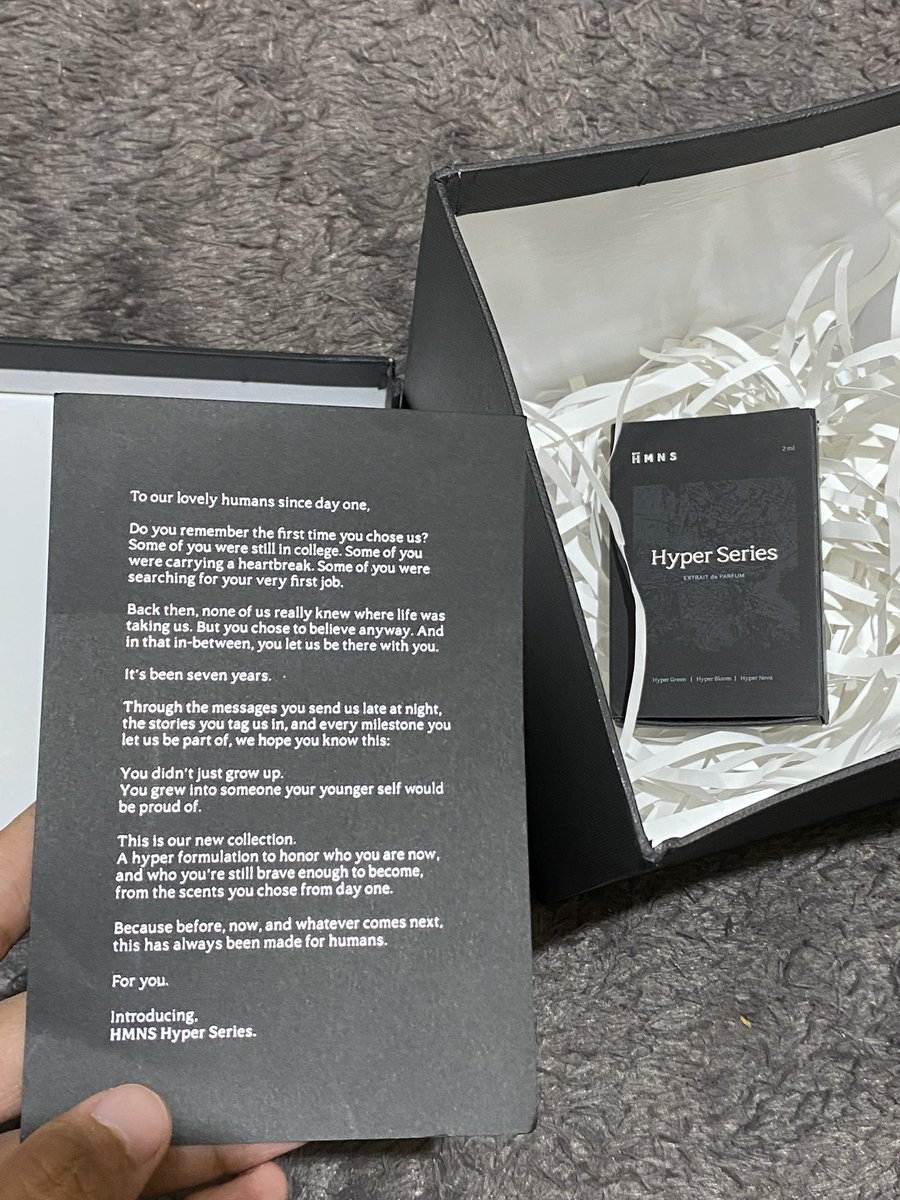 To our lovely humans since day one,
Do you remember the first time you chose us?
Some of you were still in college. Some of you
were carrying a heartbreak. Some of you were
searching for your very first job.
Back then, none of us really knew where life was
taking us. But you chose to believe anyway. And
in that in-between, you let us be there with you.
It's been seven years.
Through the messages you send us late at night,
the stories you tag us in, and every milestone you
let us be part of, we hope you know this:
You didn't just grow up.
You grew into someone your younger self would
be proud of.
This is our new collection.
A hyper formulation to honor who you are now,
and who you're still brave enough to become,
from the scents you chose from day one.
Because before, now, and whatever comes next,
this has always been made for humans.
For you.
Introducing,
HMNS Hyper Series.
HMNS
2 ml
Hyper Series
EXTRAIT de PARFUM
Hyper Green | Hyper Bloom | Hyper Nova